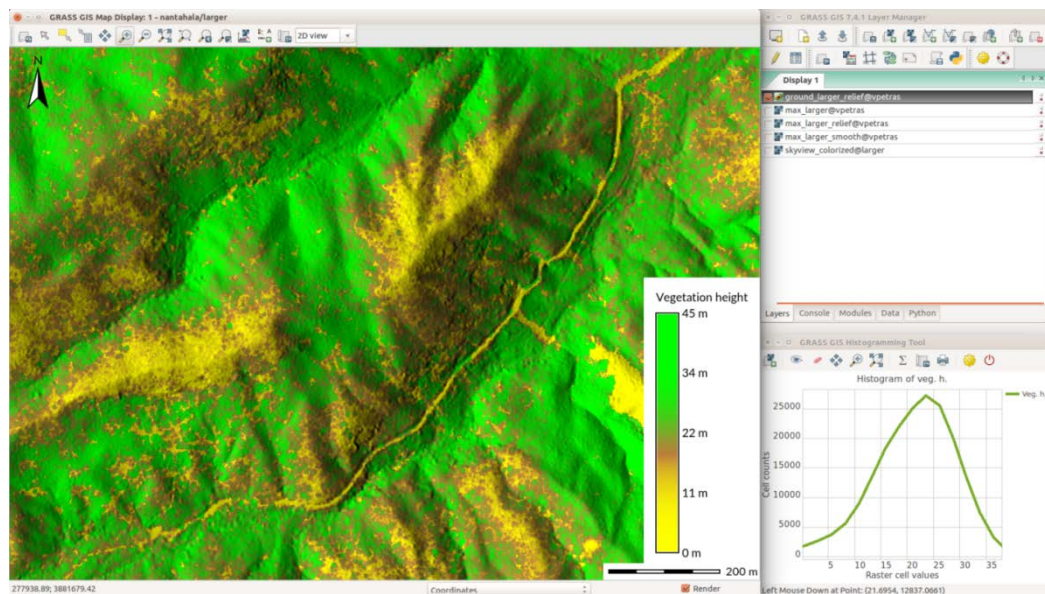 GRASS GIS Map Display: 1 - nantahala/larger
2D view
N
Vegetation height
45 m
34 m
22 m
11 m
0 m
200 m
277938.89; 3881679.42
Coordinates
Render
GRASS GIS 7.4.1 Layer Manager
Display 1
ground_larger_relief@vpetras
max_larger@vpetras
max_larger_relief@vpetras
max_larger_smooth@vpetras
skyview_colorized@larger
Layers Console Modules Data Python
GRASS GIS Histogramming Tool
Histogram of veg. h.
Veg. h
Cell counts
25000
20000
15000
10000
5000
0
5 10 15 20 25 30 35
Raster cell values
Left Mouse Down at Point: (21.6954, 12837.0661)